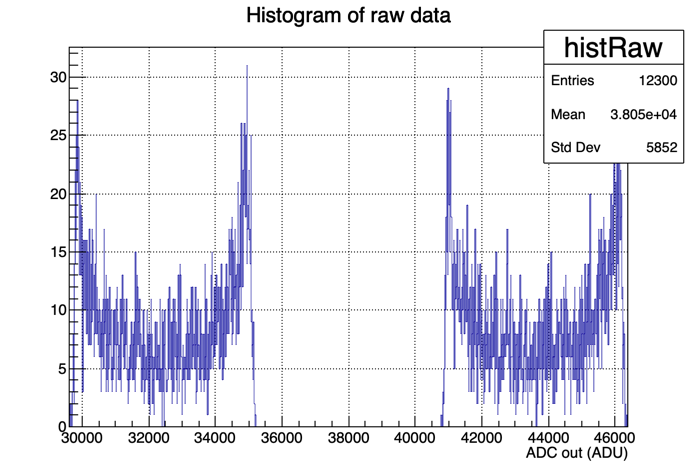 Histogram of raw data
histRaw
Entries 12300
Mean 3.805e+04
Std Dev 5852
30
25
20
15
10
5
0
30000 32000 34000 36000 38000 40000 42000 44000 46000
ADC out (ADU)